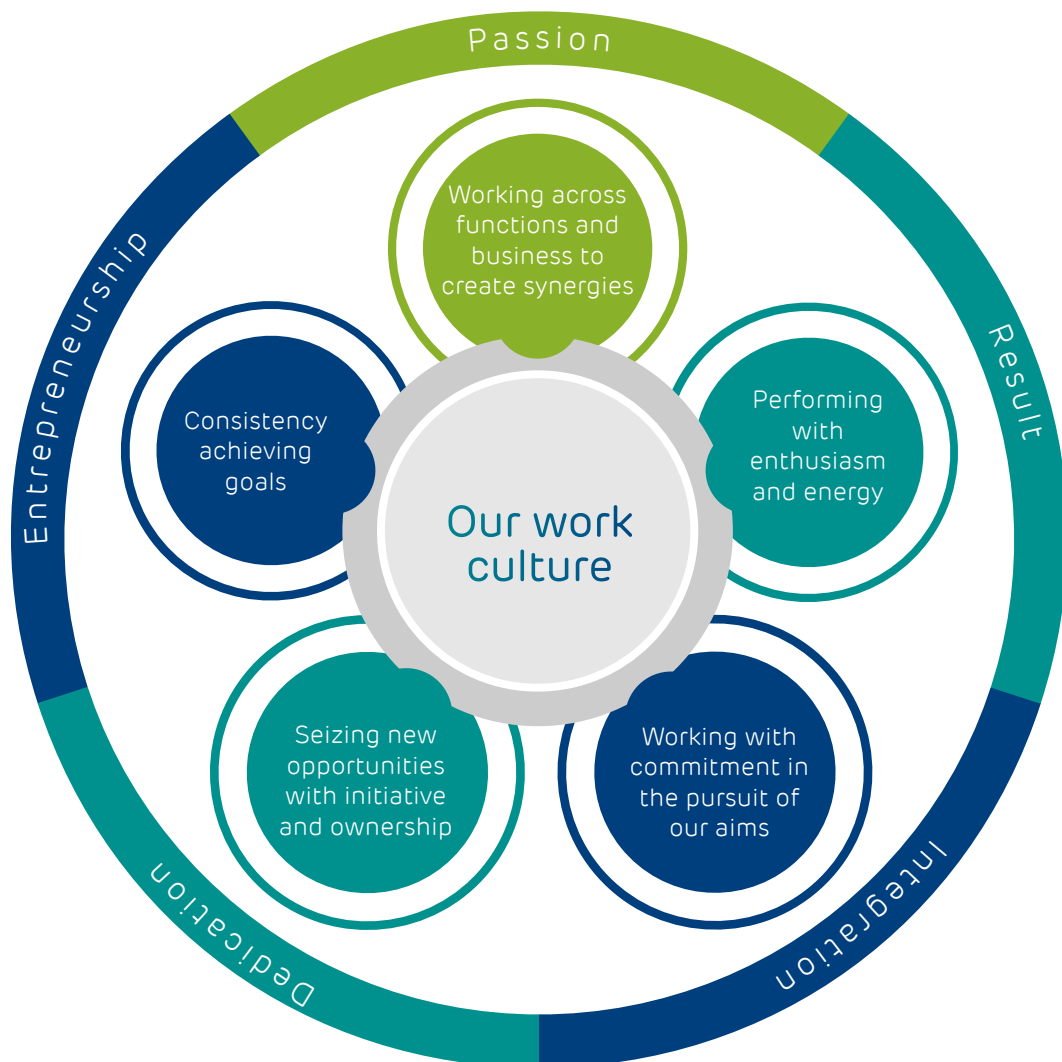 Passion
Working across
functions and
business to
create synergies
Result
Performing
with
enthusiasm
and energy
Integration
Working with
commitment in
the pursuit of
our aims
Dedication
Seizing new
opportunities
with initiative
and ownership
Entrepreneurship
Consistency
achieving
goals
Our work
culture